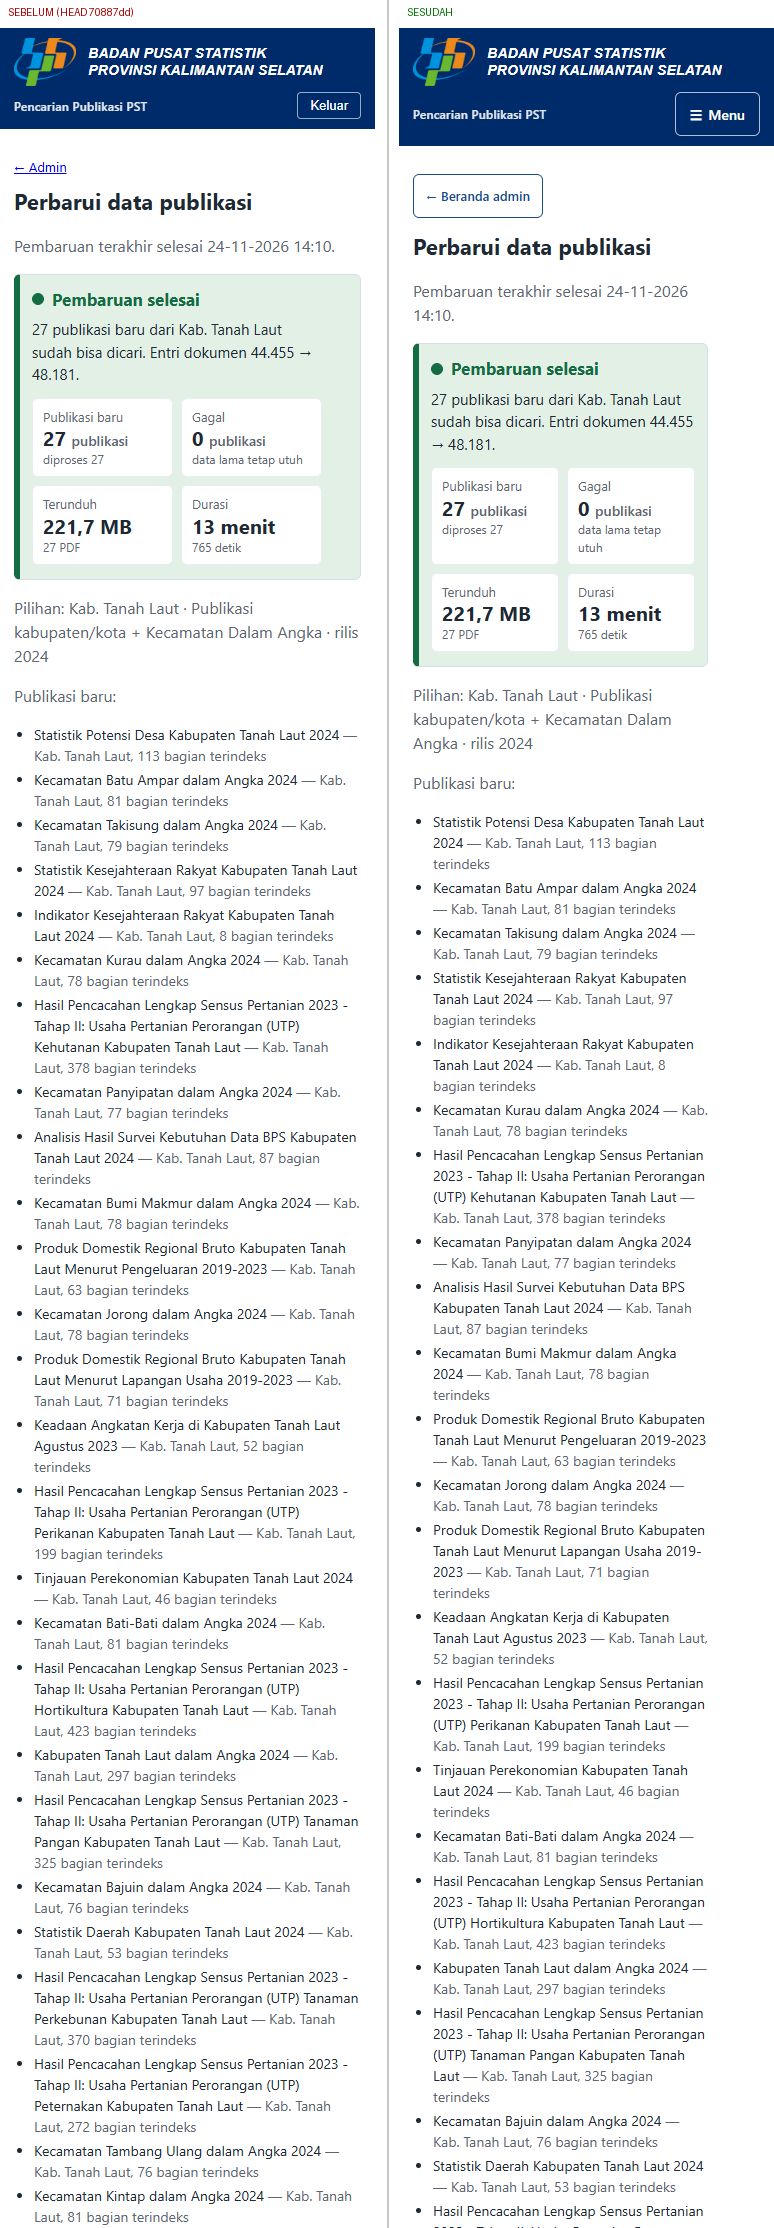 SEBELUM (HEAD 70887dd)
BADAN PUSAT STATISTIK
PROVINSI KALIMANTAN SELATAN
Pencarian Publikasi PST
Keluar
← Admin
Perbarui data publikasi
Pembaruan terakhir selesai 24-11-2026 14:10.
Pembaruan selesai
27 publikasi baru dari Kab. Tanah Laut
sudah bisa dicari. Entri dokumen 44.455 →
48.181.
Publikasi baru
27 publikasi
diproses 27
Gagal
0 publikasi
data lama tetap utuh
Terunduh
221,7 MB
27 PDF
Durasi
13 menit
765 detik
Pilihan: Kab. Tanah Laut · Publikasi
kabupaten/kota + Kecamatan Dalam Angka · rilis
2024
Publikasi baru:
• Statistik Potensi Desa Kabupaten Tanah Laut 2024 —
Kab. Tanah Laut, 113 bagian terindeks
• Kecamatan Batu Ampar dalam Angka 2024 — Kab.
Tanah Laut, 81 bagian terindeks
• Kecamatan Takisung dalam Angka 2024 — Kab.
Tanah Laut, 79 bagian terindeks
• Statistik Kesejahteraan Rakyat Kabupaten Tanah Laut
2024 — Kab. Tanah Laut, 97 bagian terindeks
• Indikator Kesejahteraan Rakyat Kabupaten Tanah
Laut 2024 — Kab. Tanah Laut, 8 bagian terindeks
• Kecamatan Kurau dalam Angka 2024 — Kab. Tanah
Laut, 78 bagian terindeks
• Hasil Pencacahan Lengkap Sensus Pertanian 2023 -
Tahap II: Usaha Pertanian Perorangan (UTP)
Kehutanan Kabupaten Tanah Laut — Kab. Tanah
Laut, 378 bagian terindeks
• Kecamatan Panyipatan dalam Angka 2024 — Kab.
Tanah Laut, 77 bagian terindeks
• Analisis Hasil Survei Kebutuhan Data BPS Kabupaten
Tanah Laut 2024 — Kab. Tanah Laut, 87 bagian
terindeks
• Kecamatan Bumi Makmur dalam Angka 2024 — Kab.
Tanah Laut, 78 bagian terindeks
• Produk Domestik Regional Bruto Kabupaten Tanah
Laut Menurut Pengeluaran 2019-2023 — Kab. Tanah
Laut, 63 bagian terindeks
• Kecamatan Jorong dalam Angka 2024 — Kab. Tanah
Laut, 78 bagian terindeks
• Produk Domestik Regional Bruto Kabupaten Tanah
Laut Menurut Lapangan Usaha 2019-2023 — Kab.
Tanah Laut, 71 bagian terindeks
• Keadaan Angkatan Kerja di Kabupaten Tanah Laut
Agustus 2023 — Kab. Tanah Laut, 52 bagian
terindeks
• Hasil Pencacahan Lengkap Sensus Pertanian 2023 -
Tahap II: Usaha Pertanian Perorangan (UTP)
Perikanan Kabupaten Tanah Laut — Kab. Tanah Laut,
199 bagian terindeks
• Tinjauan Perekonomian Kabupaten Tanah Laut 2024
— Kab. Tanah Laut, 46 bagian terindeks
• Kecamatan Bati-Bati dalam Angka 2024 — Kab.
Tanah Laut, 81 bagian terindeks
• Hasil Pencacahan Lengkap Sensus Pertanian 2023 -
Tahap II: Usaha Pertanian Perorangan (UTP)
Hortikultura Kabupaten Tanah Laut — Kab. Tanah
Laut, 423 bagian terindeks
• Kabupaten Tanah Laut dalam Angka 2024 — Kab.
Tanah Laut, 297 bagian terindeks
• Hasil Pencacahan Lengkap Sensus Pertanian 2023 -
Tahap II: Usaha Pertanian Perorangan (UTP) Tanaman
Pangan Kabupaten Tanah Laut — Kab. Tanah Laut,
325 bagian terindeks
• Kecamatan Bajuin dalam Angka 2024 — Kab. Tanah
Laut, 76 bagian terindeks
• Statistik Daerah Kabupaten Tanah Laut 2024 — Kab.
Tanah Laut, 53 bagian terindeks
• Hasil Pencacahan Lengkap Sensus Pertanian 2023 -
Tahap II: Usaha Pertanian Perorangan (UTP) Tanaman
Perkebunan Kabupaten Tanah Laut — Kab. Tanah
Laut, 370 bagian terindeks
• Hasil Pencacahan Lengkap Sensus Pertanian 2023 -
Tahap II: Usaha Pertanian Perorangan (UTP)
Peternakan Kabupaten Tanah Laut — Kab. Tanah
Laut, 272 bagian terindeks
• Kecamatan Tambang Ulang dalam Angka 2024 —
Kab. Tanah Laut, 76 bagian terindeks
• Kecamatan Kintap dalam Angka 2024 — Kab. Tanah
Laut, 81 bagian terindeks
SESUDAH
BADAN PUSAT STATISTIK
PROVINSI KALIMANTAN SELATAN
Pencarian Publikasi PST
☰ Menu
← Beranda admin
Perbarui data publikasi
Pembaruan terakhir selesai 24-11-2026
14:10.
Pembaruan selesai
27 publikasi baru dari Kab. Tanah Laut
sudah bisa dicari. Entri dokumen 44.455
→ 48.181.
Publikasi baru
27 publikasi
diproses 27
Gagal
0 publikasi
data lama tetap
utuh
Terunduh
221,7 MB
27 PDF
Durasi
13 menit
765 detik
Pilihan: Kab. Tanah Laut · Publikasi
kabupaten/kota + Kecamatan Dalam
Angka · rilis 2024
Publikasi baru:
• Statistik Potensi Desa Kabupaten Tanah Laut
2024 — Kab. Tanah Laut, 113 bagian
terindeks
• Kecamatan Batu Ampar dalam Angka 2024
— Kab. Tanah Laut, 81 bagian terindeks
• Kecamatan Takisung dalam Angka 2024 —
Kab. Tanah Laut, 79 bagian terindeks
• Statistik Kesejahteraan Rakyat Kabupaten
Tanah Laut 2024 — Kab. Tanah Laut, 97
bagian terindeks
• Indikator Kesejahteraan Rakyat Kabupaten
Tanah Laut 2024 — Kab. Tanah Laut, 8
bagian terindeks
• Kecamatan Kurau dalam Angka 2024 — Kab.
Tanah Laut, 78 bagian terindeks
• Hasil Pencacahan Lengkap Sensus Pertanian
2023 - Tahap II: Usaha Pertanian Perorangan
(UTP) Kehutanan Kabupaten Tanah Laut —
Kab. Tanah Laut, 378 bagian terindeks
• Kecamatan Panyipatan dalam Angka 2024
— Kab. Tanah Laut, 77 bagian terindeks
• Analisis Hasil Survei Kebutuhan Data BPS
Kabupaten Tanah Laut 2024 — Kab. Tanah
Laut, 87 bagian terindeks
• Kecamatan Bumi Makmur dalam Angka
2024 — Kab. Tanah Laut, 78 bagian
terindeks
• Produk Domestik Regional Bruto Kabupaten
Tanah Laut Menurut Pengeluaran 2019-2023
— Kab. Tanah Laut, 63 bagian terindeks
• Kecamatan Jorong dalam Angka 2024 —
Kab. Tanah Laut, 78 bagian terindeks
• Produk Domestik Regional Bruto Kabupaten
Tanah Laut Menurut Lapangan Usaha 2019-
2023 — Kab. Tanah Laut, 71 bagian
terindeks
• Keadaan Angkatan Kerja di Kabupaten
Tanah Laut Agustus 2023 — Kab. Tanah Laut,
52 bagian terindeks
• Hasil Pencacahan Lengkap Sensus Pertanian
2023 - Tahap II: Usaha Pertanian Perorangan
(UTP) Perikanan Kabupaten Tanah Laut —
Kab. Tanah Laut, 199 bagian terindeks
• Tinjauan Perekonomian Kabupaten Tanah
Laut 2024 — Kab. Tanah Laut, 46 bagian
terindeks
• Kecamatan Bati-Bati dalam Angka 2024 —
Kab. Tanah Laut, 81 bagian terindeks
• Hasil Pencacahan Lengkap Sensus Pertanian
2023 - Tahap II: Usaha Pertanian Perorangan
(UTP) Hortikultura Kabupaten Tanah Laut —
Kab. Tanah Laut, 423 bagian terindeks
• Kabupaten Tanah Laut dalam Angka 2024 —
Kab. Tanah Laut, 297 bagian terindeks
• Hasil Pencacahan Lengkap Sensus Pertanian
2023 - Tahap II: Usaha Pertanian Perorangan
(UTP) Tanaman Pangan Kabupaten Tanah
Laut — Kab. Tanah Laut, 325 bagian
terindeks
• Kecamatan Bajuin dalam Angka 2024 —
Kab. Tanah Laut, 76 bagian terindeks
• Statistik Daerah Kabupaten Tanah Laut 2024
— Kab. Tanah Laut, 53 bagian terindeks
• Hasil Pencacahan Lengkap Sensus Pertanian